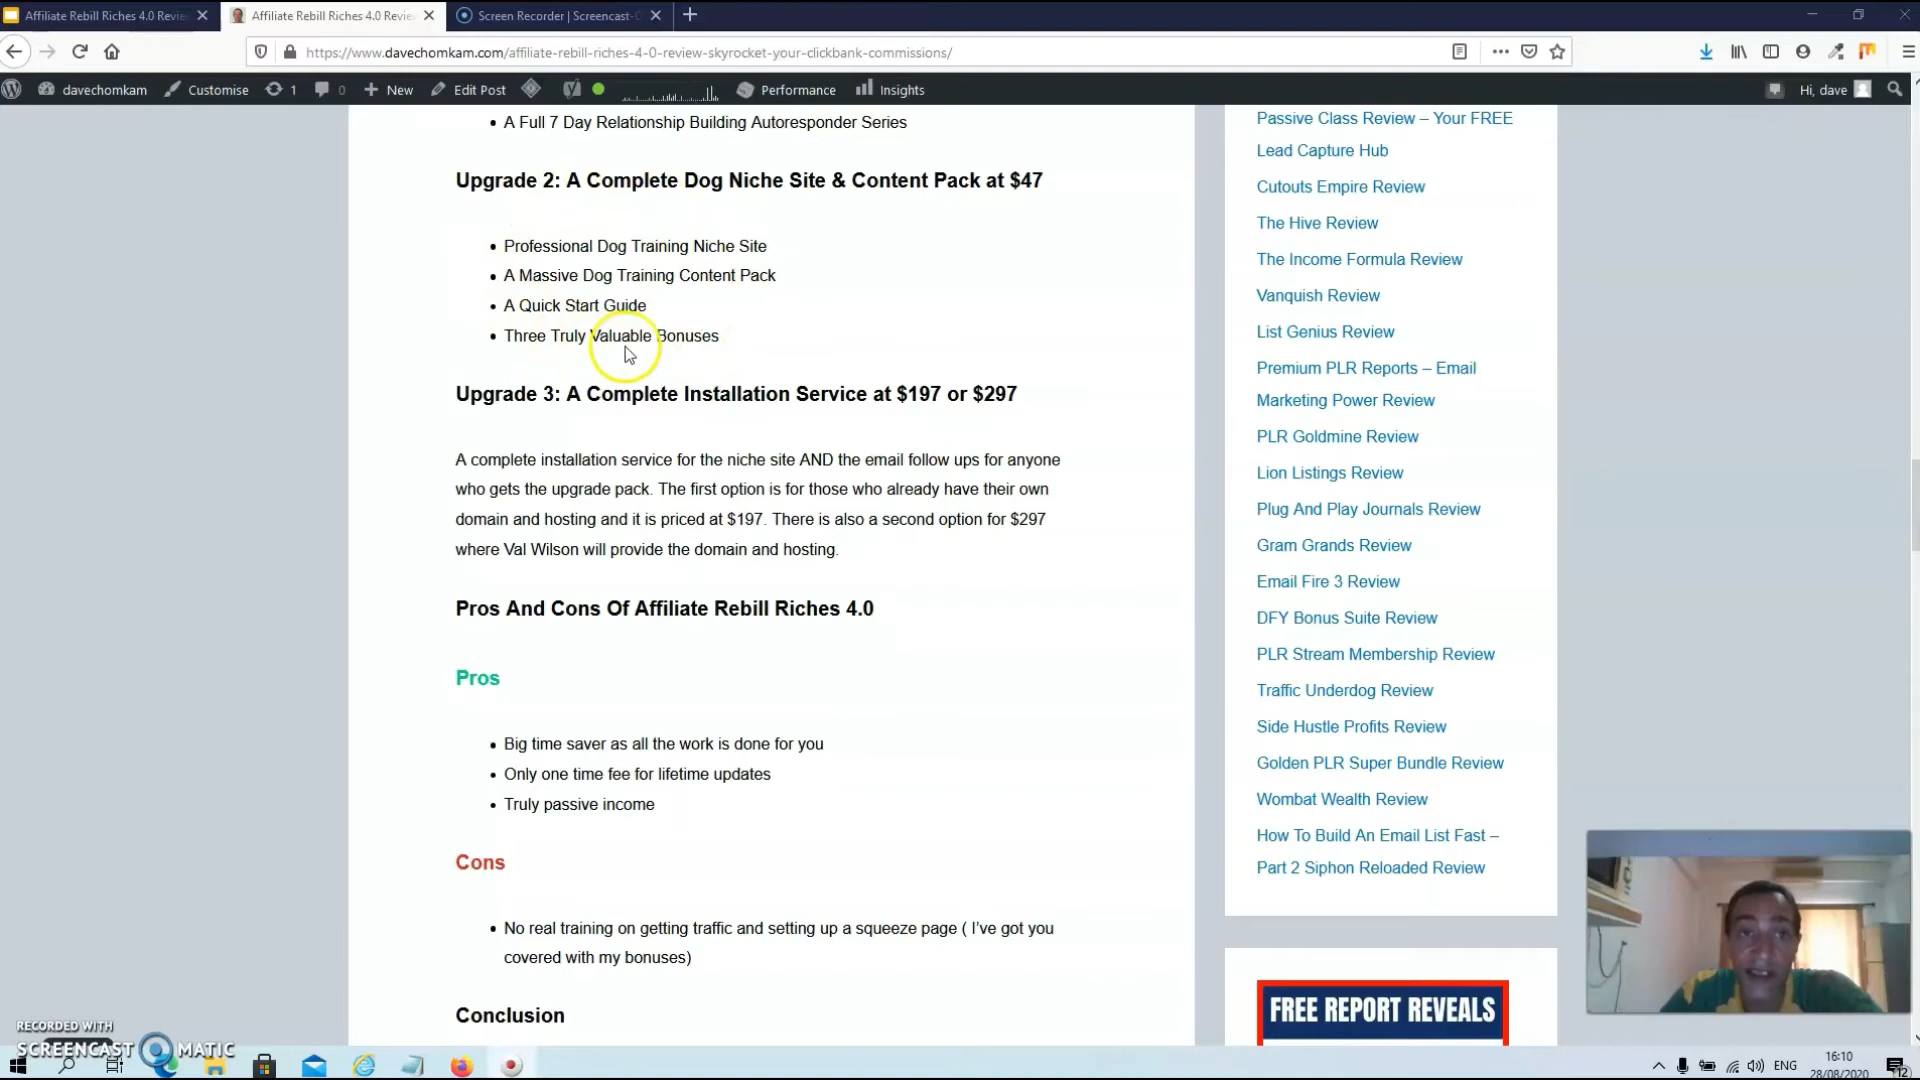 Affiliate Rebill Riches 4.0 Revie
Affiliate Rebill Riches 4.0 Revie
Screen Recorder | Screencast-O
https://www.davechomkam.com/affiliate-rebill-riches-4-0-review-skyrocket-your-clickbank-commissions/
davechomkam
Customise
1
0
New
Edit Post
Performance
Insights
Hi, dave
• A Full 7 Day Relationship Building Autoresponder Series
Upgrade 2: A Complete Dog Niche Site & Content Pack at $47
• Professional Dog Training Niche Site
• A Massive Dog Training Content Pack
• A Quick Start Guide
• Three Truly Valuable Bonuses
Upgrade 3: A Complete Installation Service at $197 or $297
A complete installation service for the niche site AND the email follow ups for anyone
who gets the upgrade pack. The first option is for those who already have their own
domain and hosting and it is priced at $197. There is also a second option for $297
where Val Wilson will provide the domain and hosting.
Pros And Cons Of Affiliate Rebill Riches 4.0
Pros
• Big time saver as all the work is done for you
• Only one time fee for lifetime updates
• Truly passive income
Cons
• No real training on getting traffic and setting up a squeeze page ( I've got you
covered with my bonuses)
Conclusion
Passive Class Review – Your FREE
Lead Capture Hub
Cutouts Empire Review
The Hive Review
The Income Formula Review
Vanquish Review
List Genius Review
Premium PLR Reports – Email
Marketing Power Review
PLR Goldmine Review
Lion Listings Review
Plug And Play Journals Review
Gram Grands Review
Email Fire 3 Review
DFY Bonus Suite Review
PLR Stream Membership Review
Traffic Underdog Review
Side Hustle Profits Review
Golden PLR Super Bundle Review
Wombat Wealth Review
How To Build An Email List Fast –
Part 2 Siphon Reloaded Review
FREE REPORT REVEALS
RECORDED WITH
SCREENCAST MATIC
ENG
16:10
28/08/2020
12